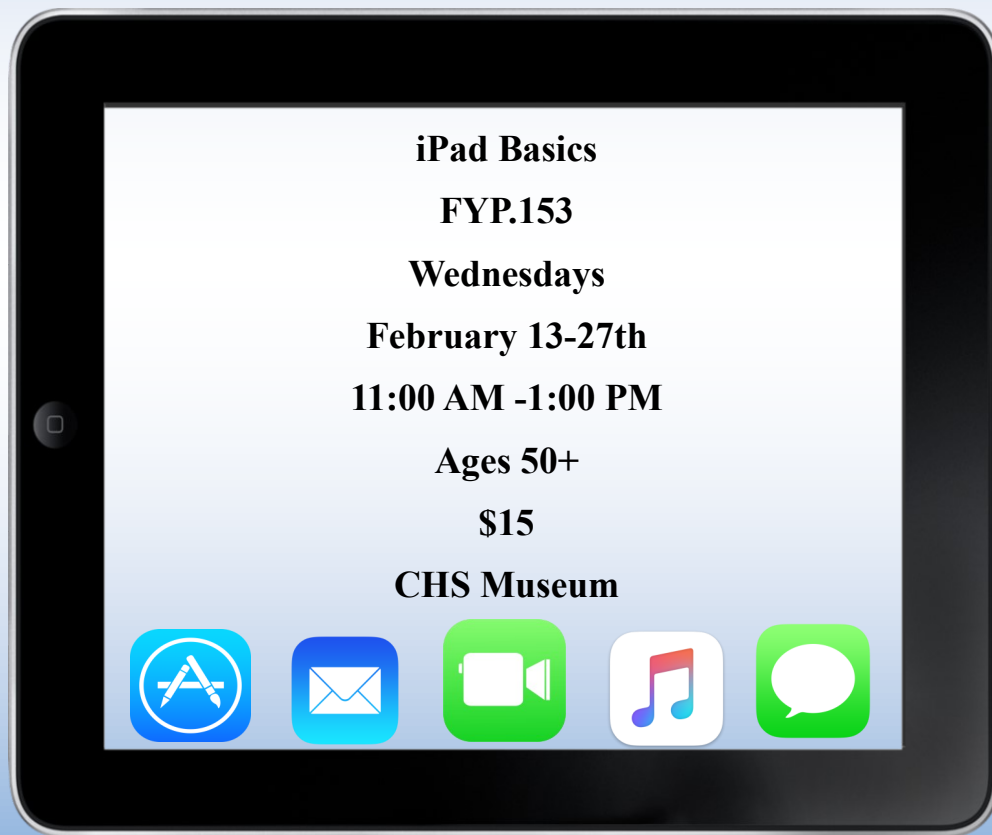 iPad Basics
FYP.153
Wednesdays
February 13-27th
11:00 AM -1:00 PM
Ages 50+
$15
CHS Museum